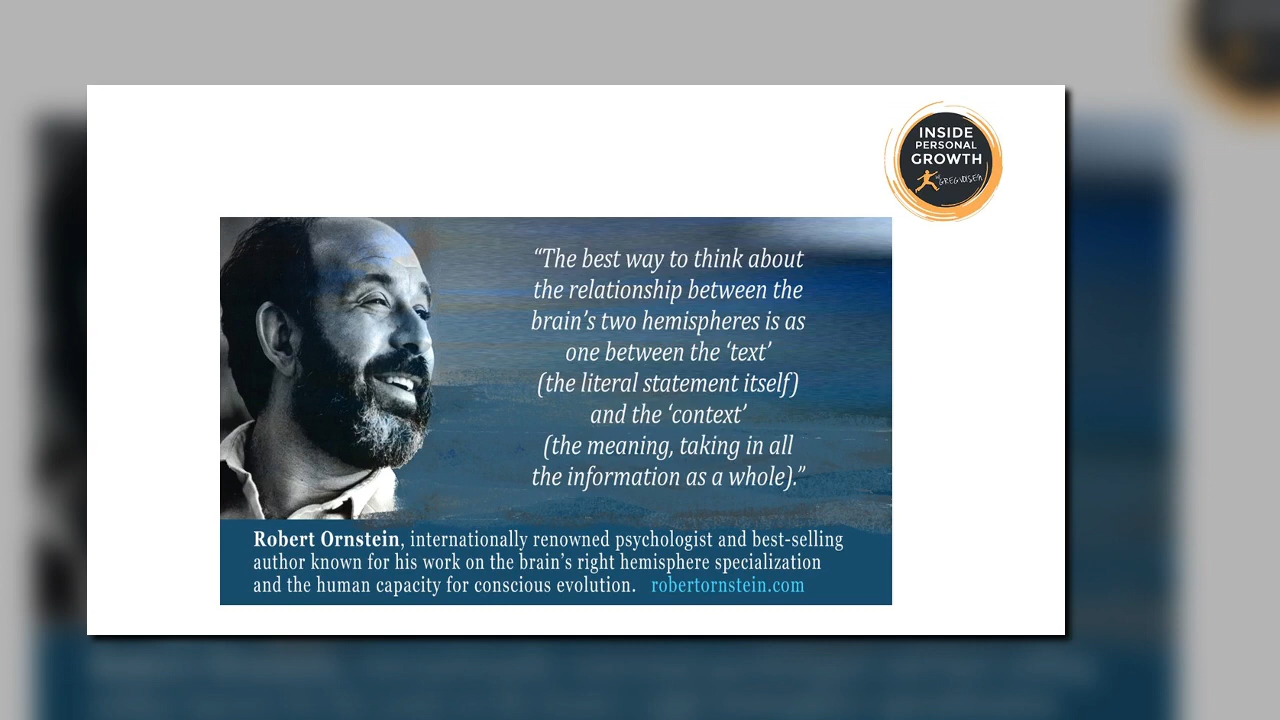 INSIDE
PERSONAL
GROWTH
GREG VOISEN
“The best way to think about
the relationship between the
brain’s two hemispheres is as
one between the ‘text’
(the literal statement itself)
and the ‘context’
(the meaning, taking in all
the information as a whole).”
Robert Ornstein, internationally renowned psychologist and best-selling
author known for his work on the brain’s right hemisphere specialization
and the human capacity for conscious evolution. robertornstein.com